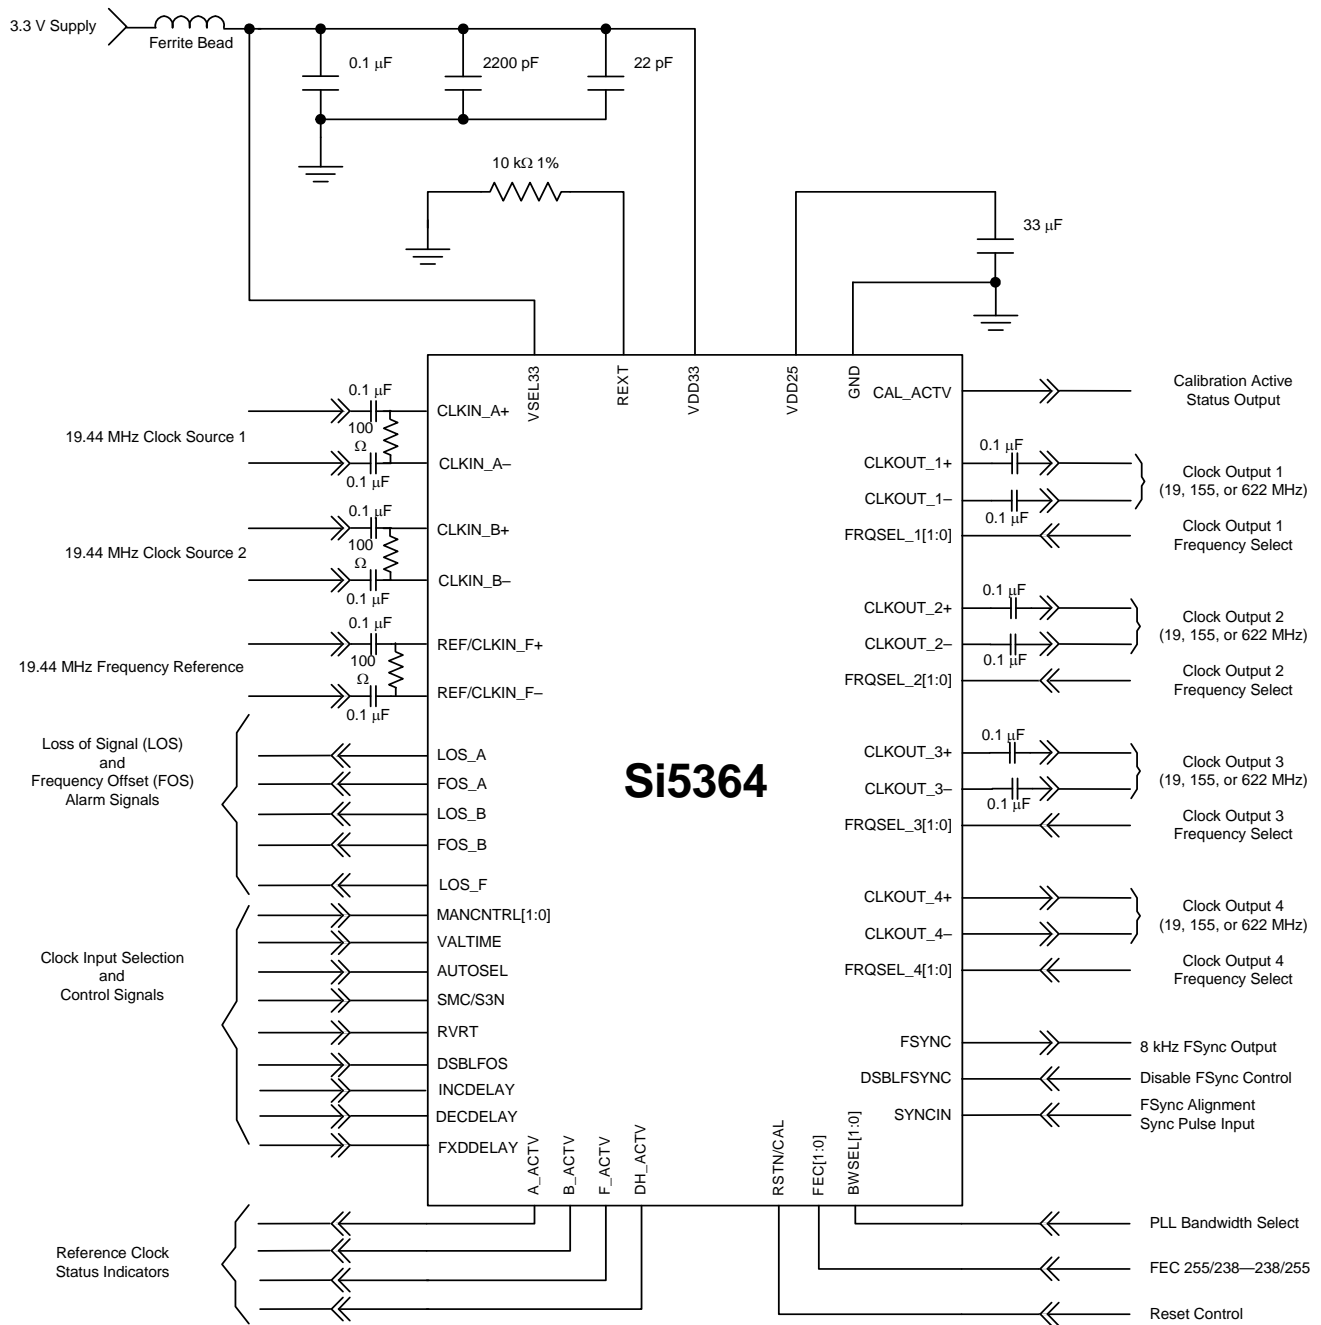 3.3 V Supply
Ferrite Bead
0.1 μF
2200 pF
22 pF
10 kΩ 1%
33 μF
VSEL33
REXT
VDD33
VDD25
GND
19.44 MHz Clock Source 1
0.1 μF
100
Ω
0.1 μF
CLKIN_A+
CLKIN_A–
19.44 MHz Clock Source 2
0.1 μF
100
Ω
0.1 μF
CLKIN_B+
CLKIN_B–
19.44 MHz Frequency Reference
0.1 μF
100
Ω
0.1 μF
REF/CLKIN_F+
REF/CLKIN_F–
Loss of Signal (LOS)
and
Frequency Offset (FOS)
Alarm Signals
LOS_A
FOS_A
LOS_B
FOS_B
LOS_F
Clock Input Selection
and
Control Signals
MANCNTRL[1:0]
VALTIME
AUTOSEL
SMC/S3N
RVRT
DSBLFOS
INCDELAY
DECDELAY
FXDDELAY
Si5364
CAL_ACTV
Calibration Active
Status Output
CLKOUT_1+
CLKOUT_1–
0.1 μF
0.1 μF
Clock Output 1
(19, 155, or 622 MHz)
FRQSEL_1[1:0]
Clock Output 1
Frequency Select
CLKOUT_2+
CLKOUT_2–
0.1 μF
0.1 μF
Clock Output 2
(19, 155, or 622 MHz)
FRQSEL_2[1:0]
Clock Output 2
Frequency Select
CLKOUT_3+
CLKOUT_3–
0.1 μF
0.1 μF
Clock Output 3
(19, 155, or 622 MHz)
FRQSEL_3[1:0]
Clock Output 3
Frequency Select
CLKOUT_4+
CLKOUT_4–
Clock Output 4
(19, 155, or 622 MHz)
FRQSEL_4[1:0]
Clock Output 4
Frequency Select
FSYNC
8 kHz FSync Output
DSBLFSYNC
Disable FSync Control
SYNCIN
FSync Alignment
Sync Pulse Input
A_ACTV
B_ACTV
F_ACTV
DH_ACTV
RSTN/CAL
FEC[1:0]
BWSEL[1:0]
Reference Clock
Status Indicators
PLL Bandwidth Select
FEC 255/238—238/255
Reset Control